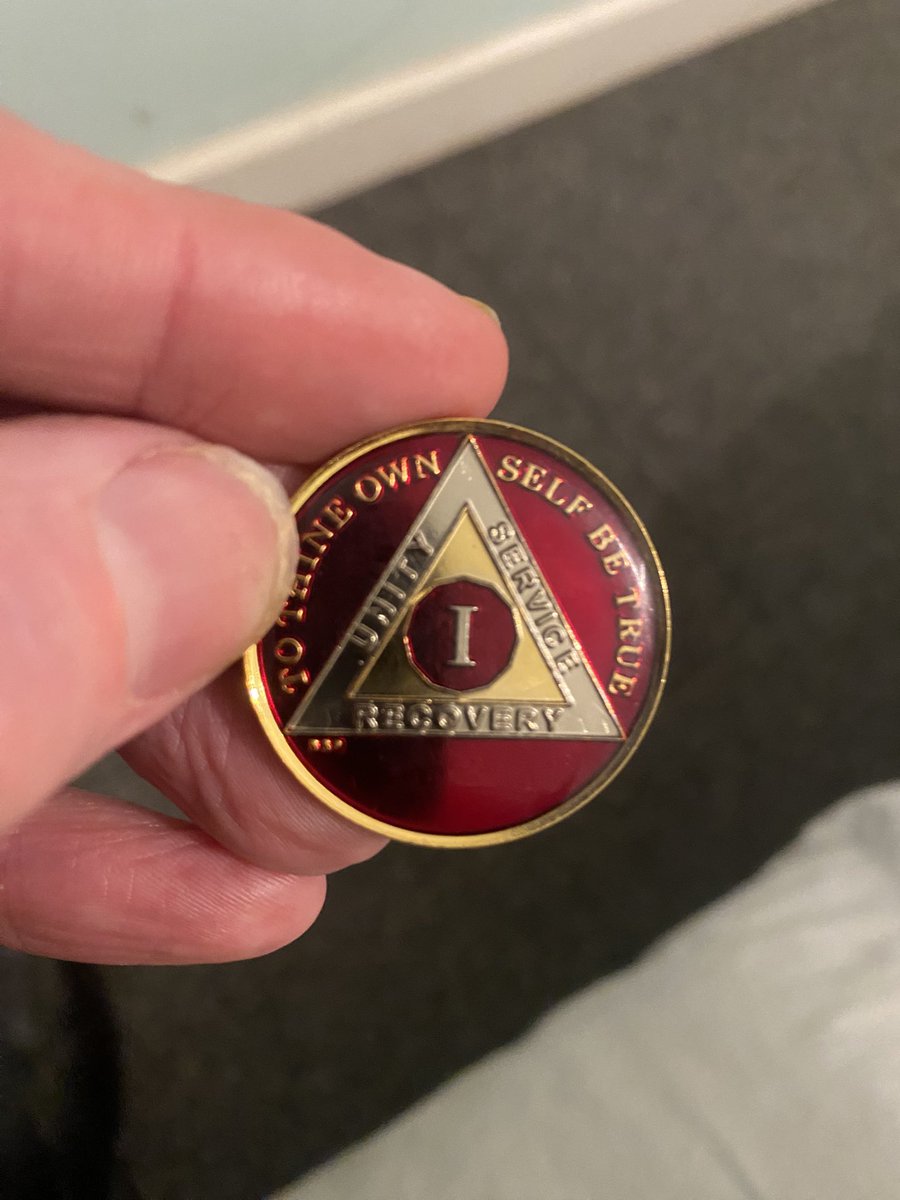 TO THINE OWN SELF BE TRUE
UNITY
SERVICE
I
RECOVERY